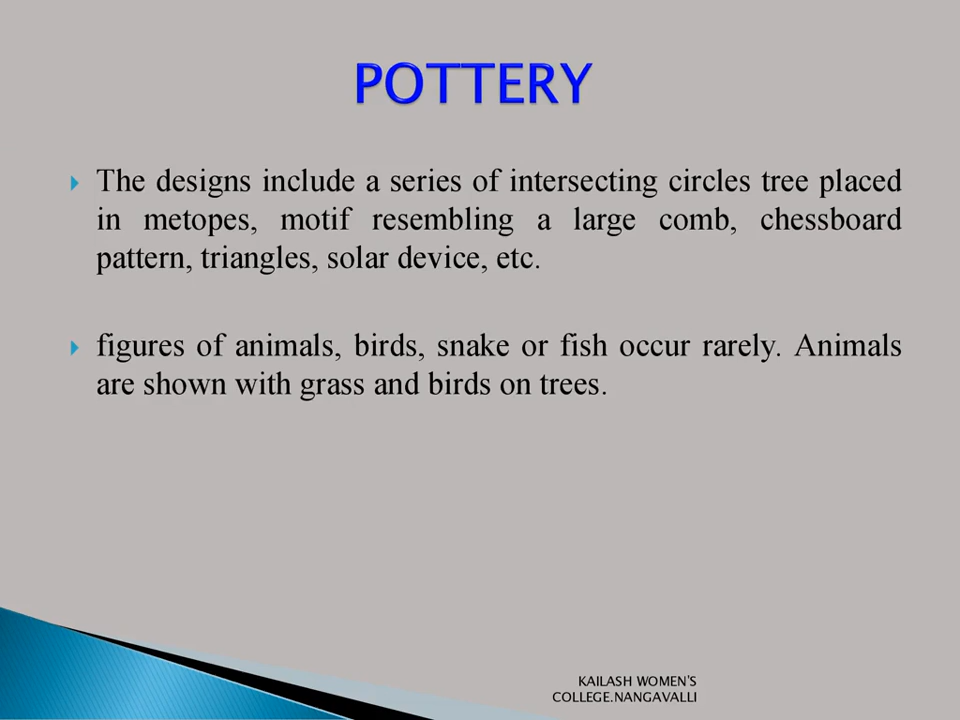 POTTERY
The designs include a series of intersecting circles tree placed
in metopes, motif resembling a large comb, chessboard
pattern, triangles, solar device, etc.
figures of animals, birds, snake or fish occur rarely. Animals
are shown with grass and birds on trees.
KAILASH WOMEN'S
COLLEGE.NANGAVALLI